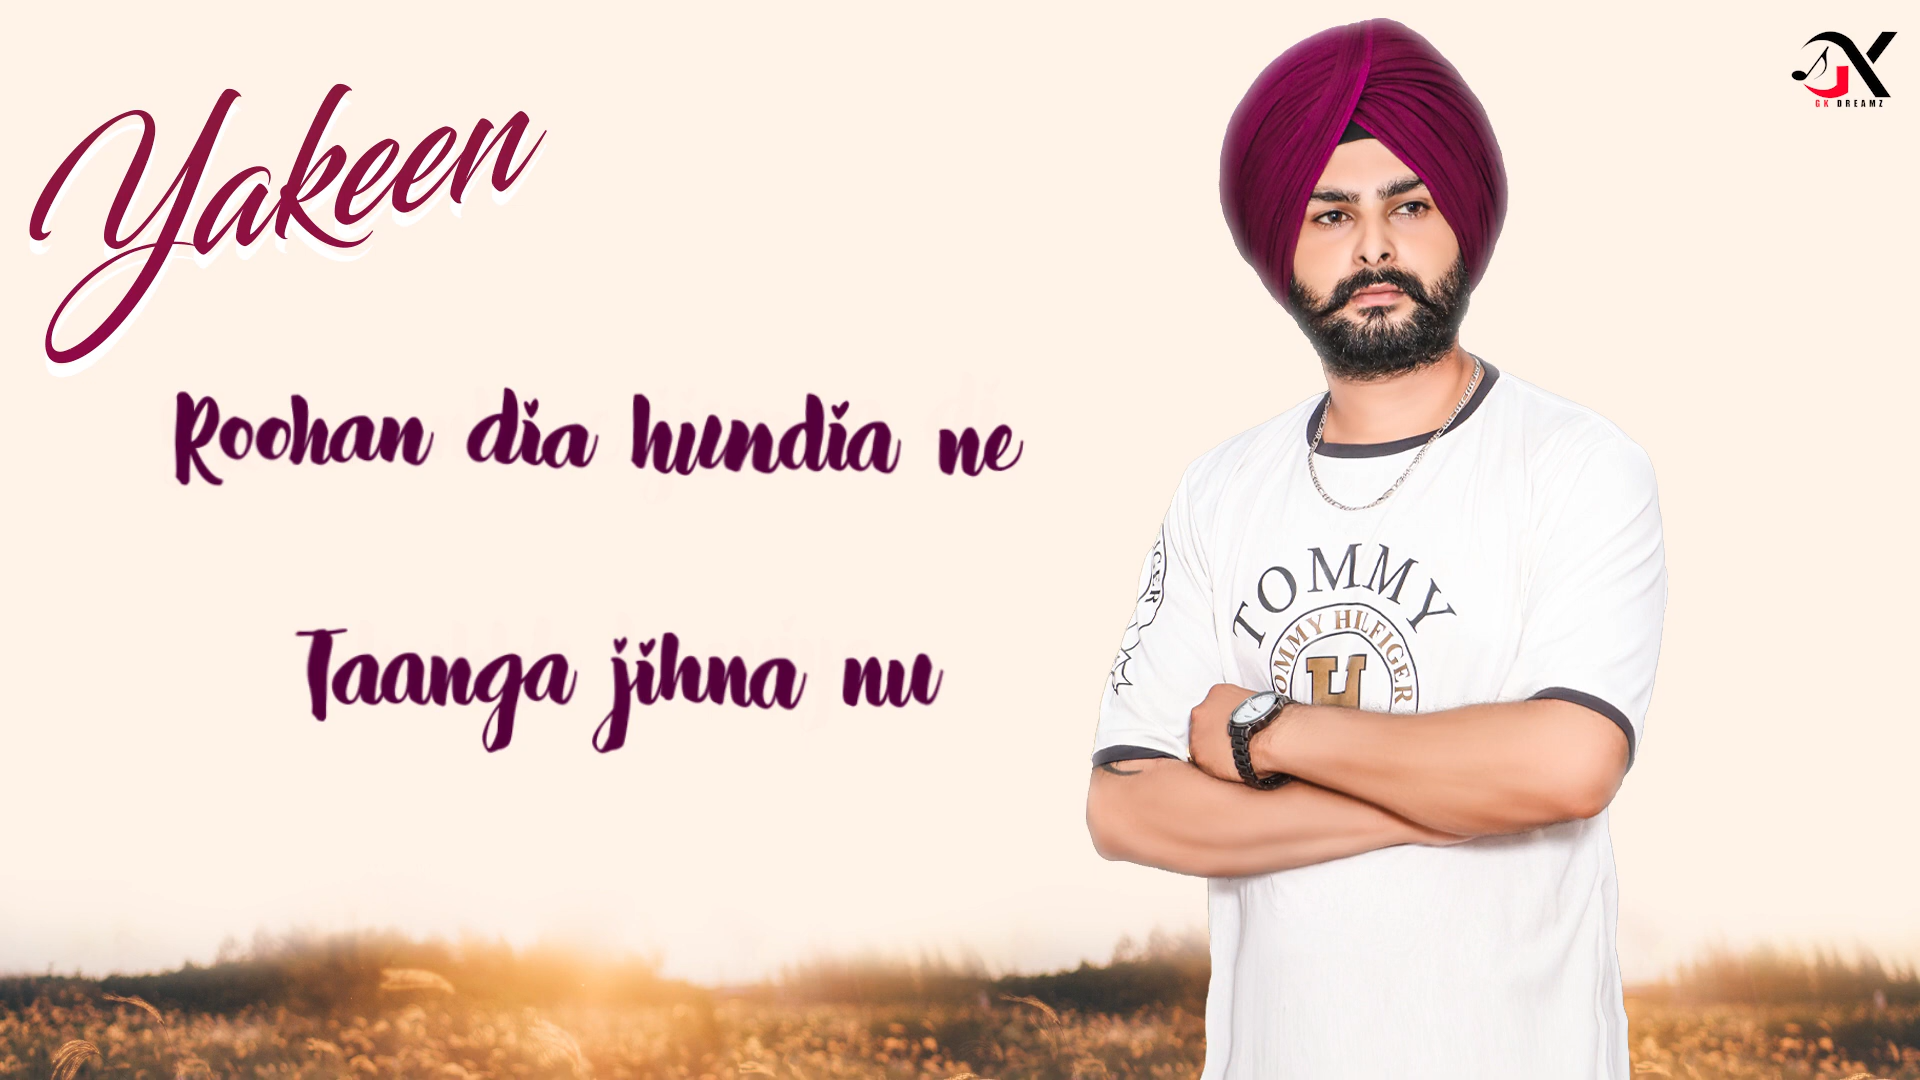 Yakeen
GK DREAMZ
Roohan dia hundia ne
Taanga jihna nu
TOMMY
TOMMY HILFIGER
H